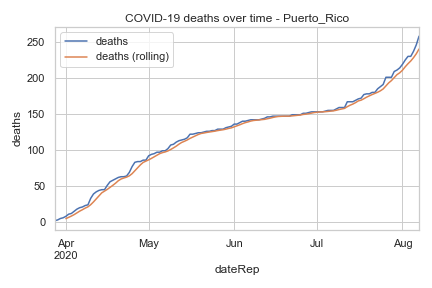 COVID-19 deaths over time - Puerto_Rico
deaths
deaths (rolling)
250
200
150
100
50
0
deaths
Apr
2020
May
Jun
Jul
Aug
dateRep